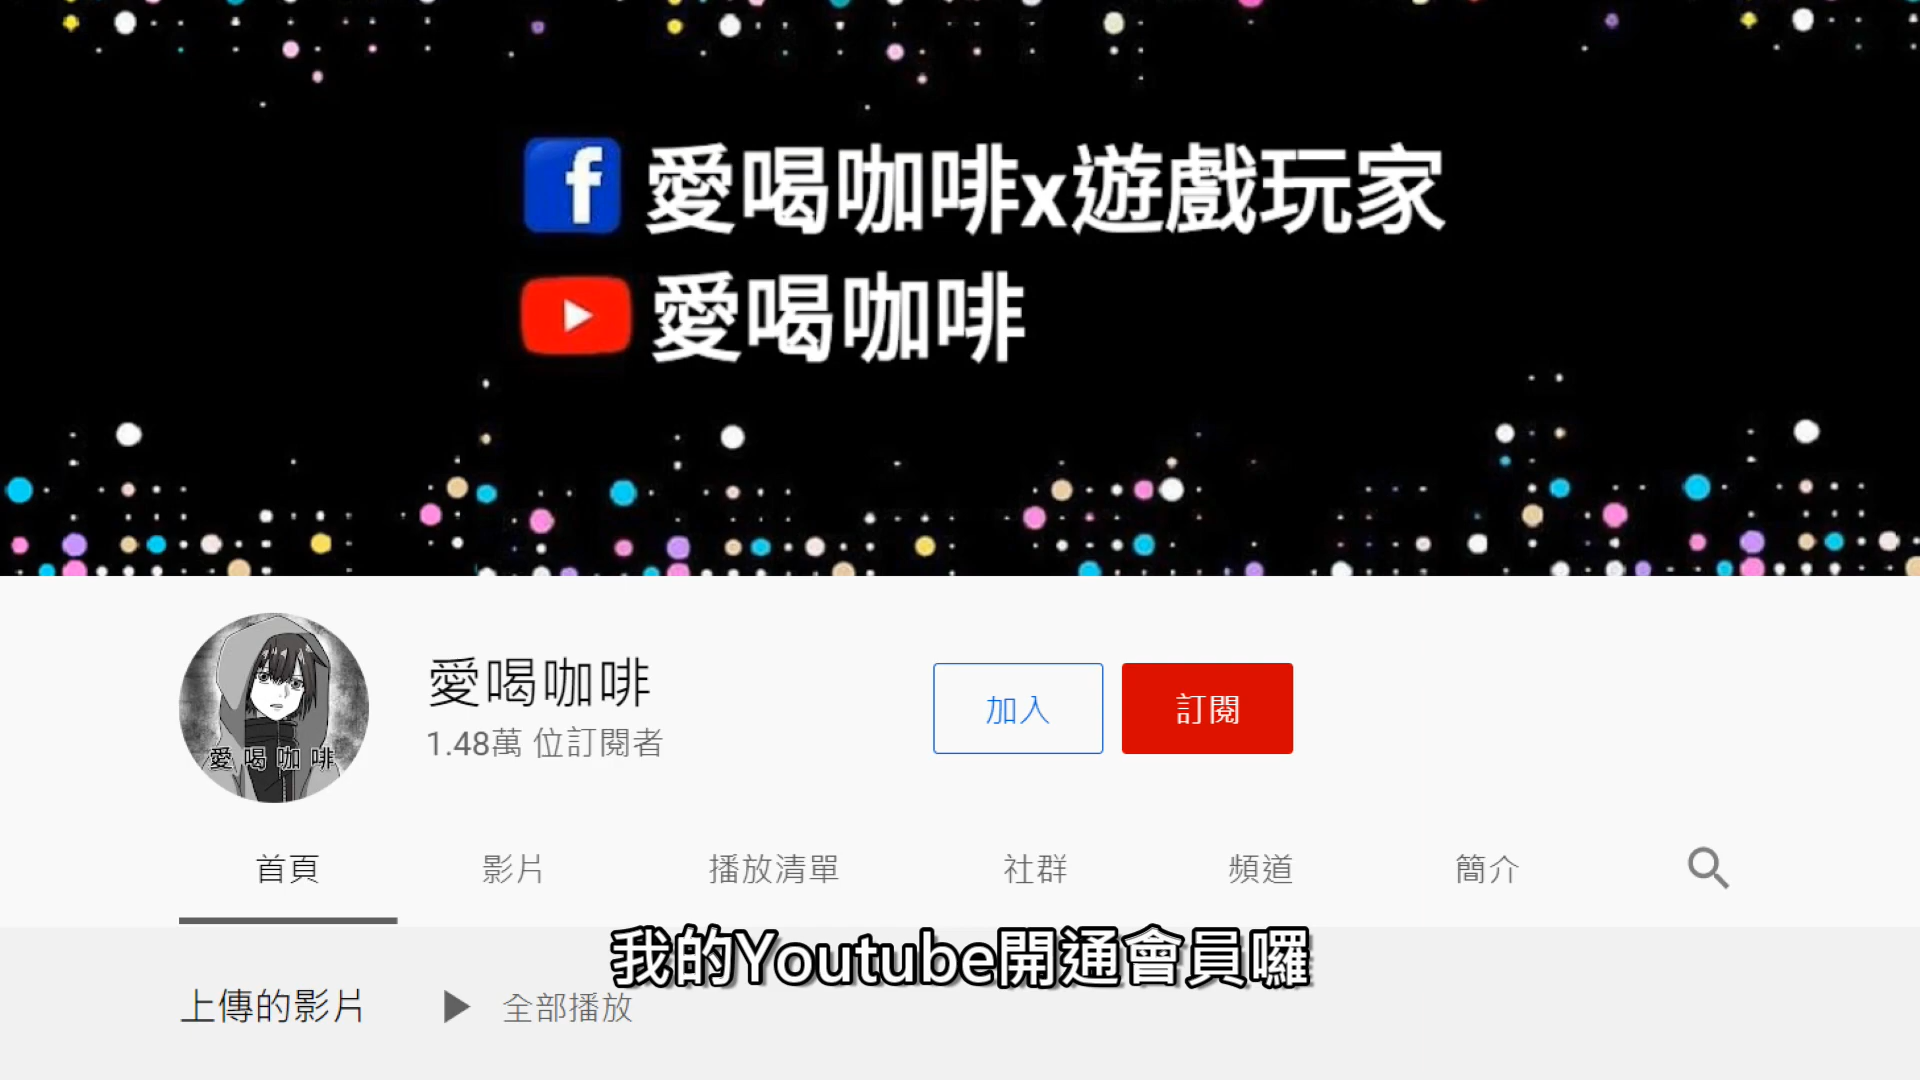 愛喝咖啡x遊戲玩家
愛喝咖啡
愛喝咖啡
1.48萬 位訂閱者
加入
訂閱
愛喝咖啡
首頁
影片
播放清單
社群
頻道
簡介
我的Youtube開通會員囉
上傳的影片
全部播放